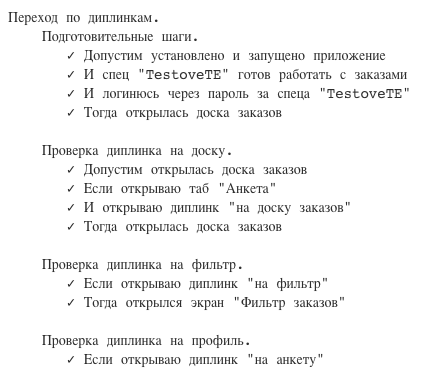 Переход по диплинкам.
Подготовительные шаги.
✓ Допустим установлено и запущено приложение
✓ И спец "TestoveTE" готов работать с заказами
✓ И логинюсь через пароль за спеца "TestoveTE"
✓ Тогда открылась доска заказов
Проверка диплинка на доску.
✓ Допустим открылась доска заказов
✓ Если открываю таб "Анкета"
✓ И открываю диплинк "на доску заказов"
✓ Тогда открылась доска заказов
Проверка диплинка на фильтр.
✓ Если открываю диплинк "на фильтр"
✓ Тогда открылся экран "Фильтр заказов"
Проверка диплинка на профиль.
✓ Если открываю диплинк "на анкету"